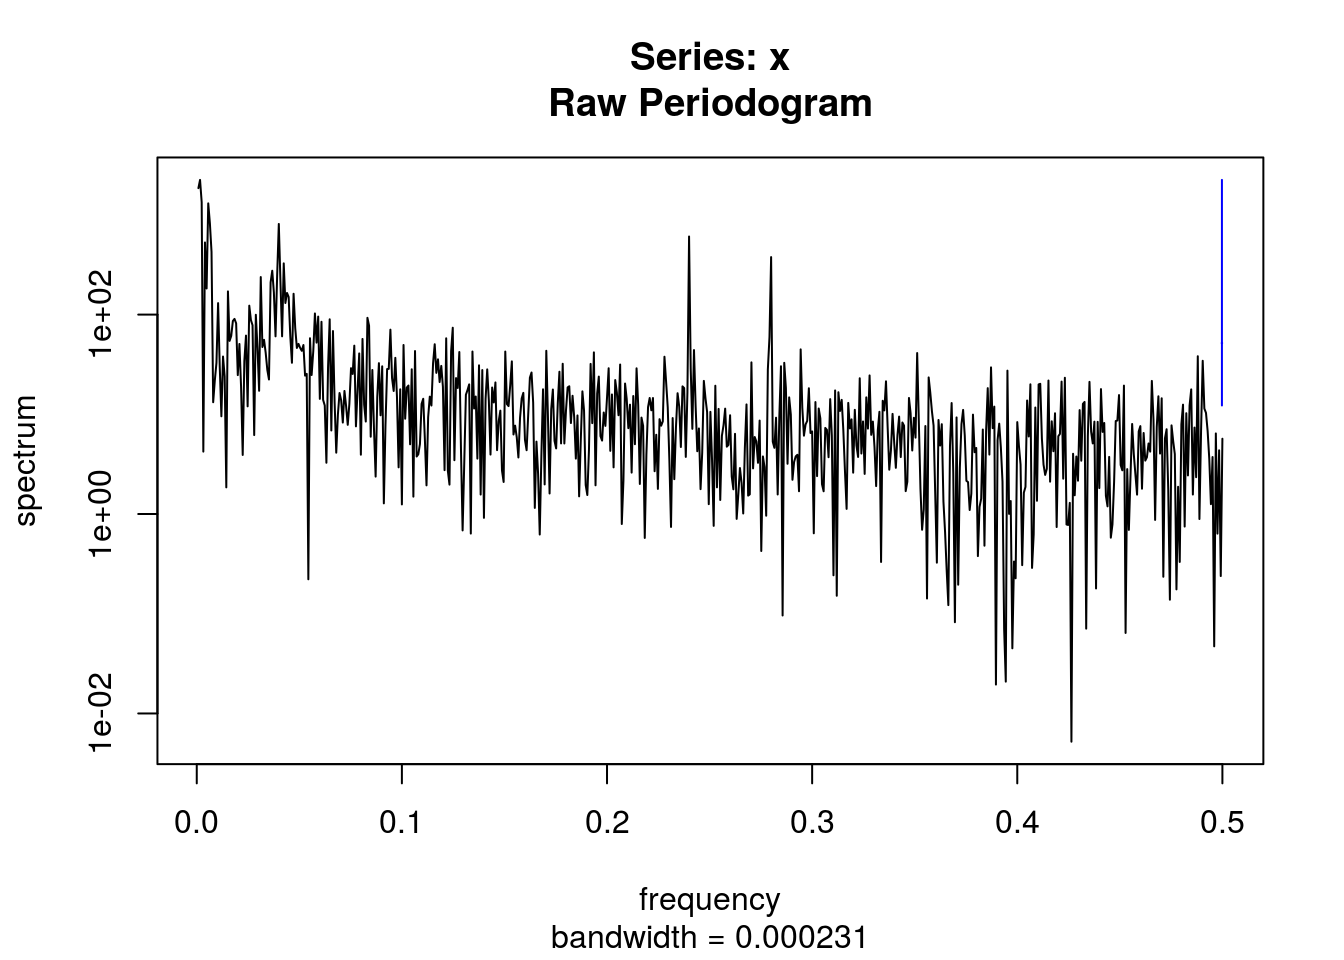 Series: x
Raw Periodogram
spectrum
1e+02
1e+00
1e-02
0.0 0.1 0.2 0.3 0.4 0.5
frequency
bandwidth = 0.000231